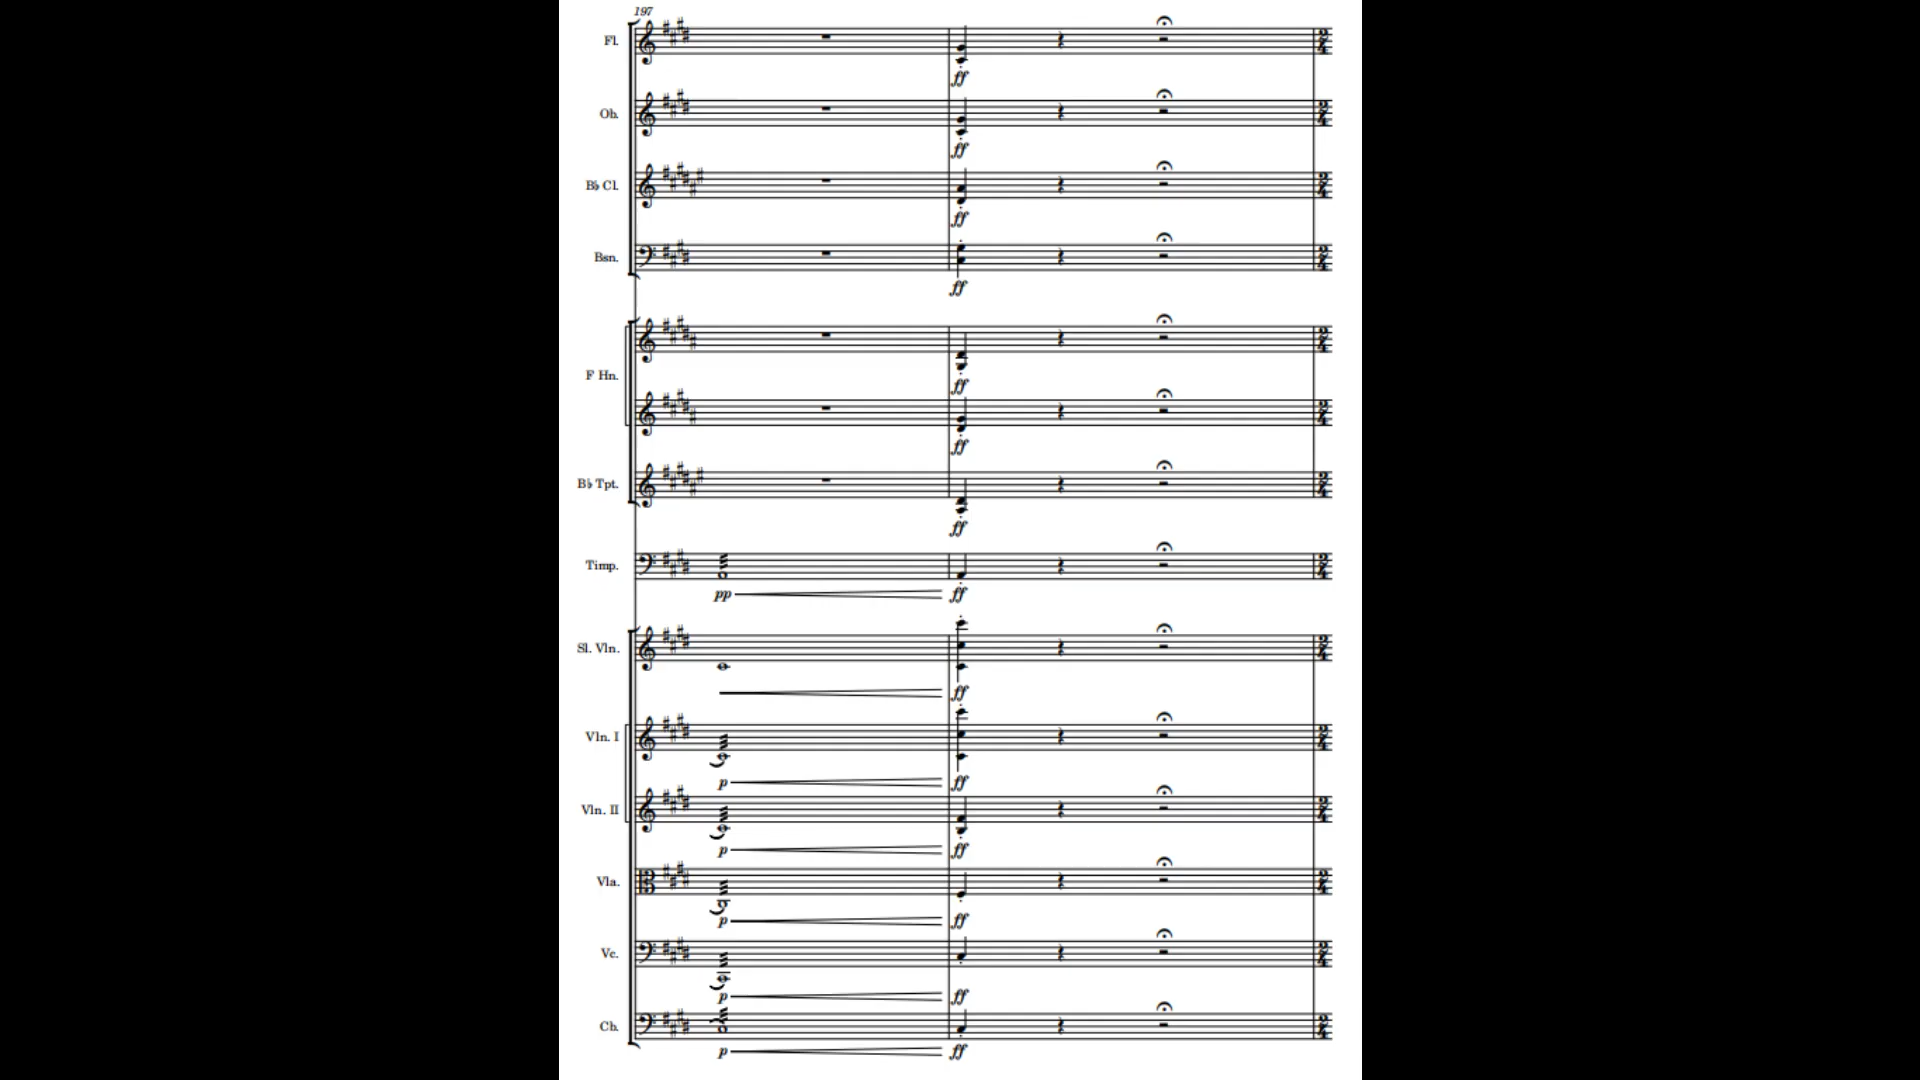 197
Fl.
ff
Ob.
ff
B♭ Cl.
ff
Bsn.
ff
F Hn.
ff
ff
B♭ Tpt.
ff
Timp.
pp ff
Sl. Vln.
ff
Vln. I
p ff
Vln. II
p ff
Vla.
p ff
Vc.
p ff
Cb.
p ff